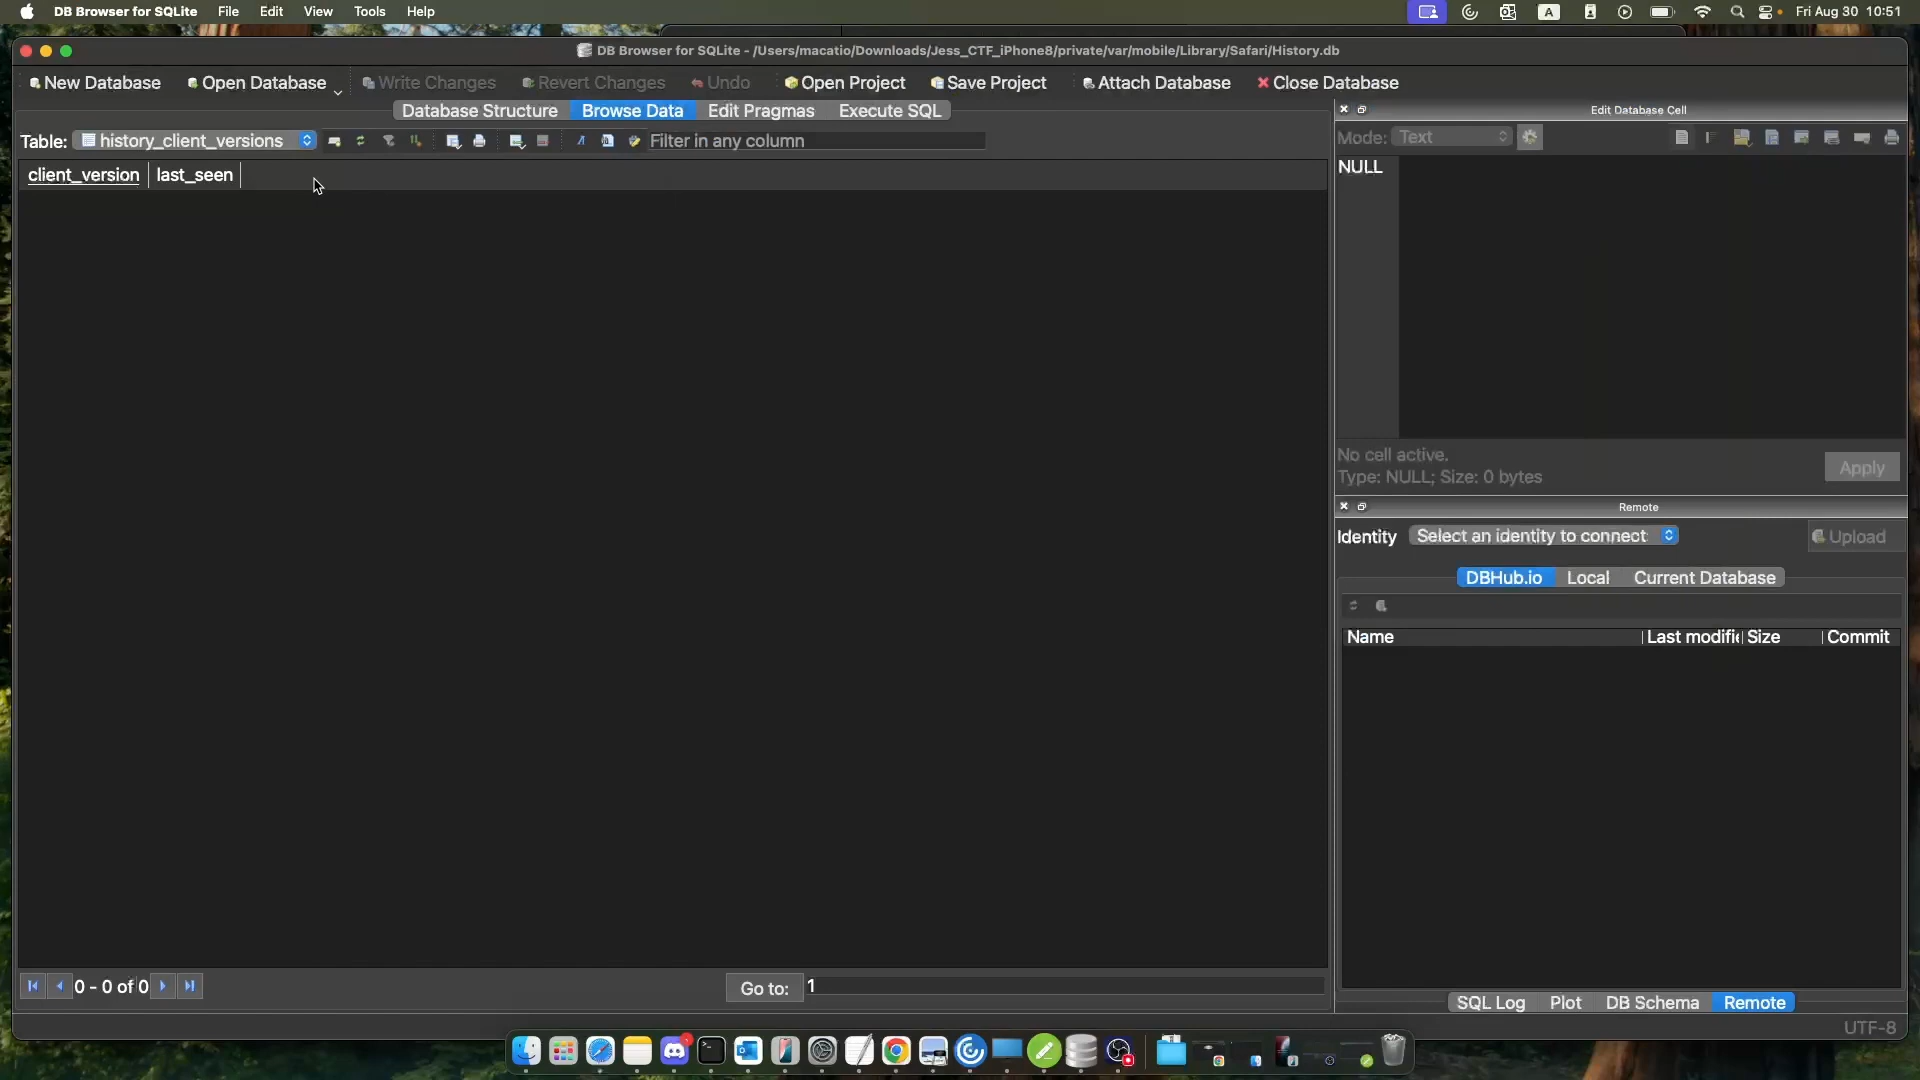 DB Browser for SQLite File Edit View Tools Help A Fri Aug 30 10:51
DB Browser for SQLite - /Users/macatio/Downloads/Jess_CTF_iPhone8/private/var/mobile/Library/Safari/History.db
New Database Open Database Write Changes Revert Changes Undo Open Project Save Project Attach Database Close Database
Database Structure Browse Data Edit Pragmas Execute SQL
Edit Database Cell
Table: history_client_versions Filter in any column
Mode: Text
client_version last_seen
NULL
No cell active.
Type: NULL; Size: 0 bytes
Apply
Remote
Identity Select an identity to connect Upload
DBHub.io Local Current Database
Name Last modifi Size Commit
0 - 0 of 0 Go to: 1
SQL Log Plot DB Schema Remote
UTF-8